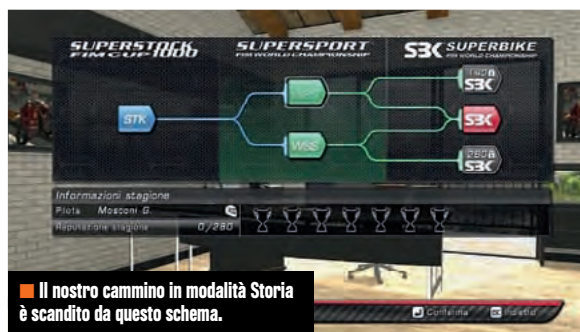 SUPERSTOCK
FIM CUP 1000
SUPERSPORT
FIM WORLD CHAMPIONSHIP
SBK SUPERBIKE
FIM WORLD CHAMPIONSHIP
SBK
STK
SBK
WSS
SBK
Informazioni stagione
Pilota Mosconi G.
Reputazione stagione 0/280
Conferma Indietro
Il nostro cammino in modalità Storia
è scandito da questo schema.